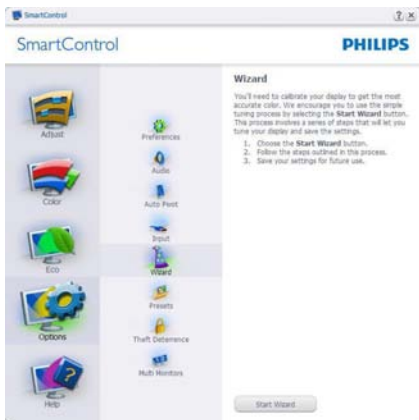 SmartControl
SmartControl
PHILIPS
Adjust
Color
Eco
Options
Help
Preferences
Audio
Auto Pivot
Input
Wizard
Presets
Theft Deterrence
Multi Monitors
Wizard
You'll need to calibrate your display to get the most
accurate color. We encourage you to use the simple
tuning process by selecting the Start Wizard button.
This process involves a series of steps that will let you
tune your display and save the settings.
1. Choose the Start Wizard button.
2. Follow the steps outlined in this process.
3. Save your settings for future use.
Start Wizard